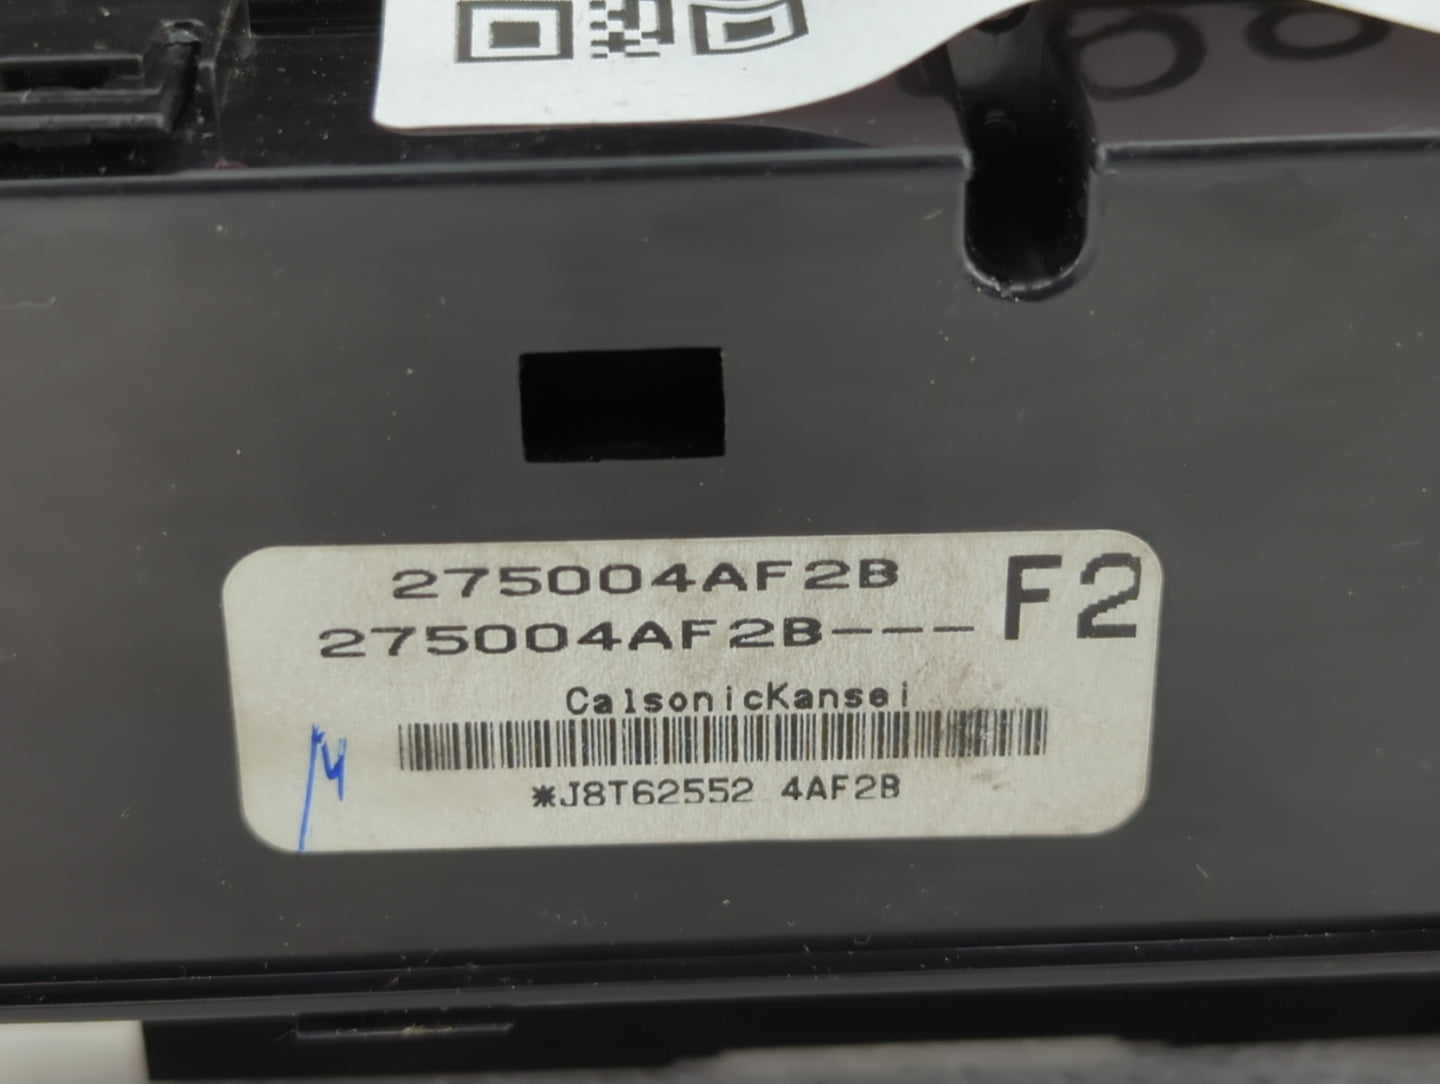 275004AF2B
275004AF2B---
F2
CalsonicKansei
*J8T62552 4AF2B